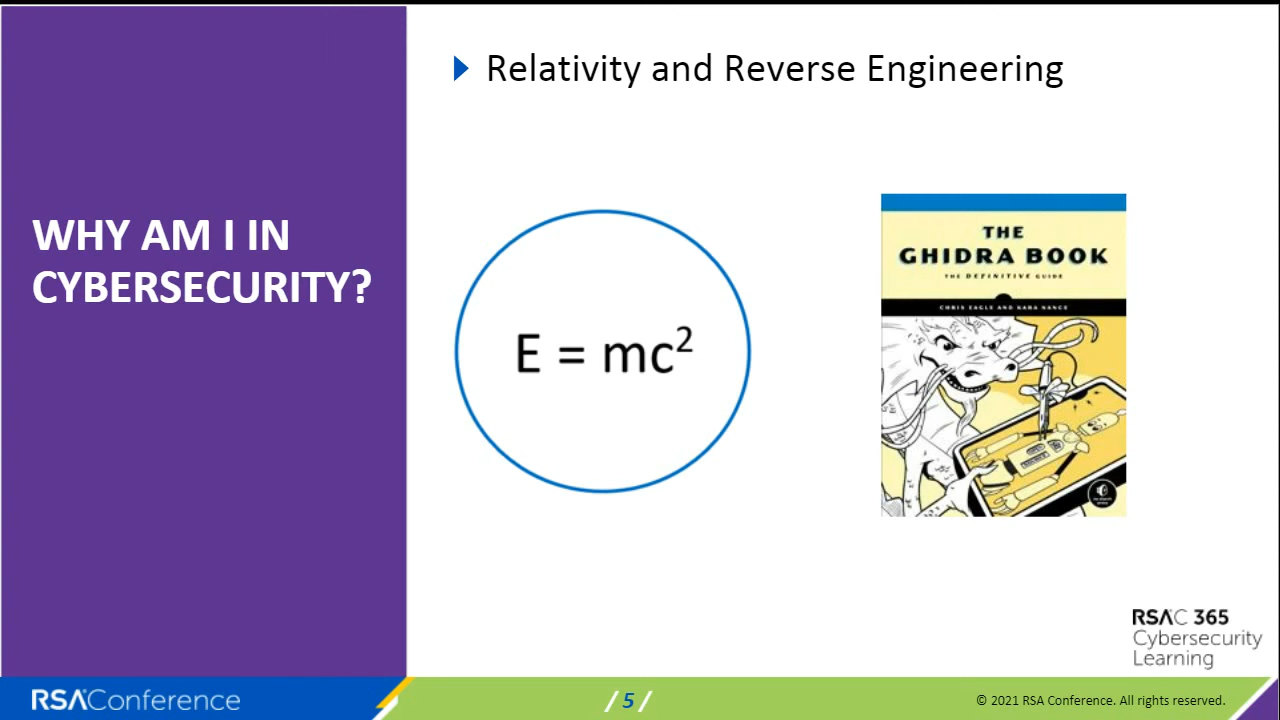 WHY AM I IN
CYBERSECURITY?
Relativity and Reverse Engineering
E = mc²
THE
GHIDRA BOOK
THE DEFINITIVE GUIDE
CHRIS EAGLE AND KARA NANCE
RSAC 365
Cybersecurity
Learning
RSAConference
/ 5 /
© 2021 RSA Conference. All rights reserved.